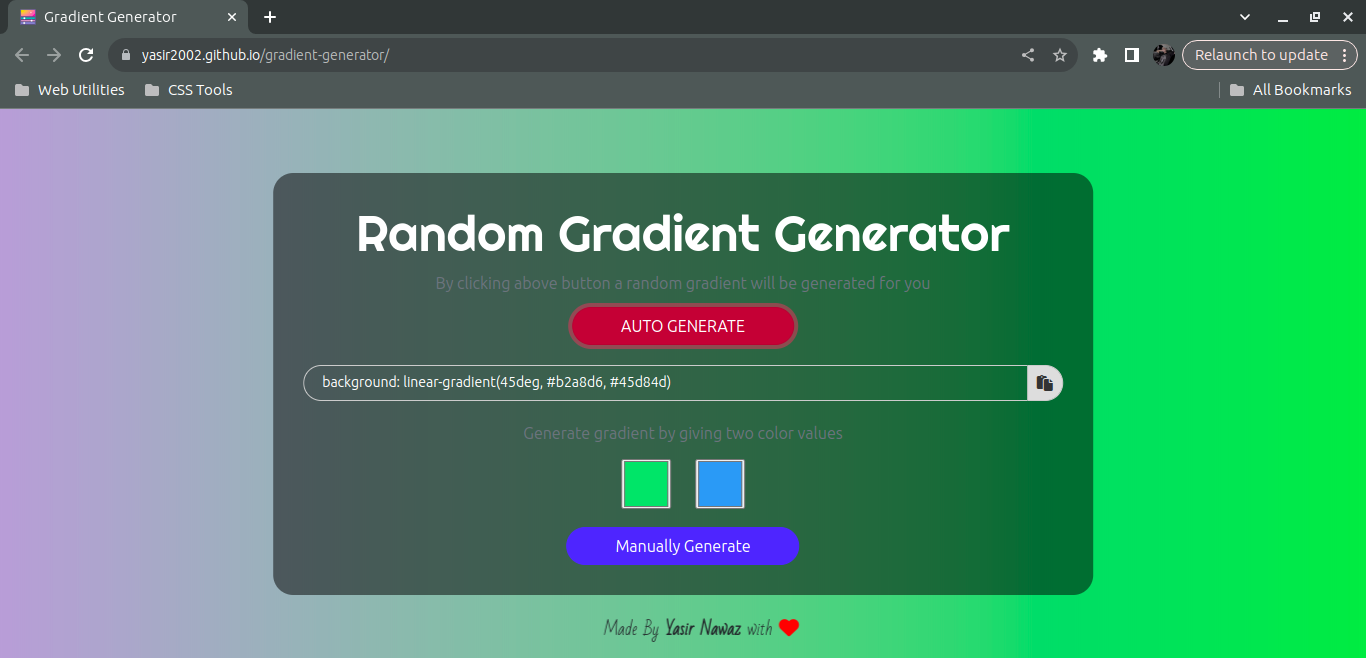 Gradient Generator
yasir2002.github.io/gradient-generator/
Relaunch to update
Web Utilities
CSS Tools
All Bookmarks
Random Gradient Generator
By clicking above button a random gradient will be generated for you
AUTO GENERATE
background: linear-gradient(45deg, #b2a8d6, #45d84d)
Generate gradient by giving two color values
Manually Generate
Made By Yasir Nawaz with